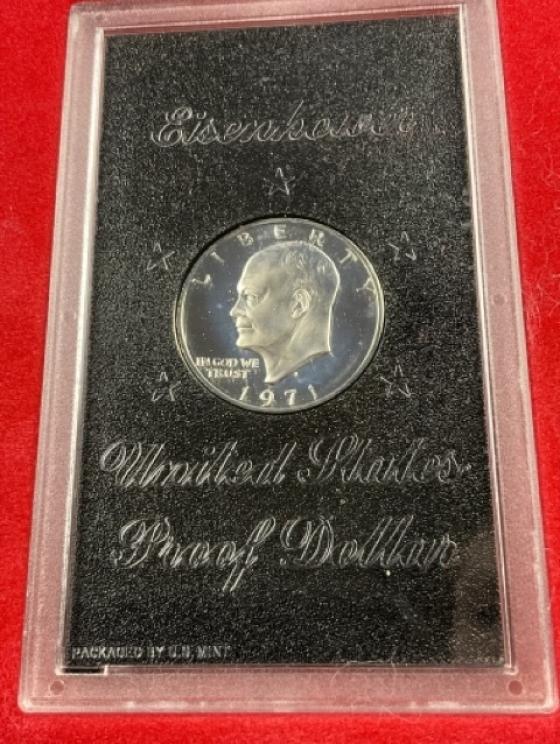 Eisenhower
LIBERTY
IN GOD WE
TRUST
1971
United States
Proof Dollar
PACKAGED BY U.S. MINT